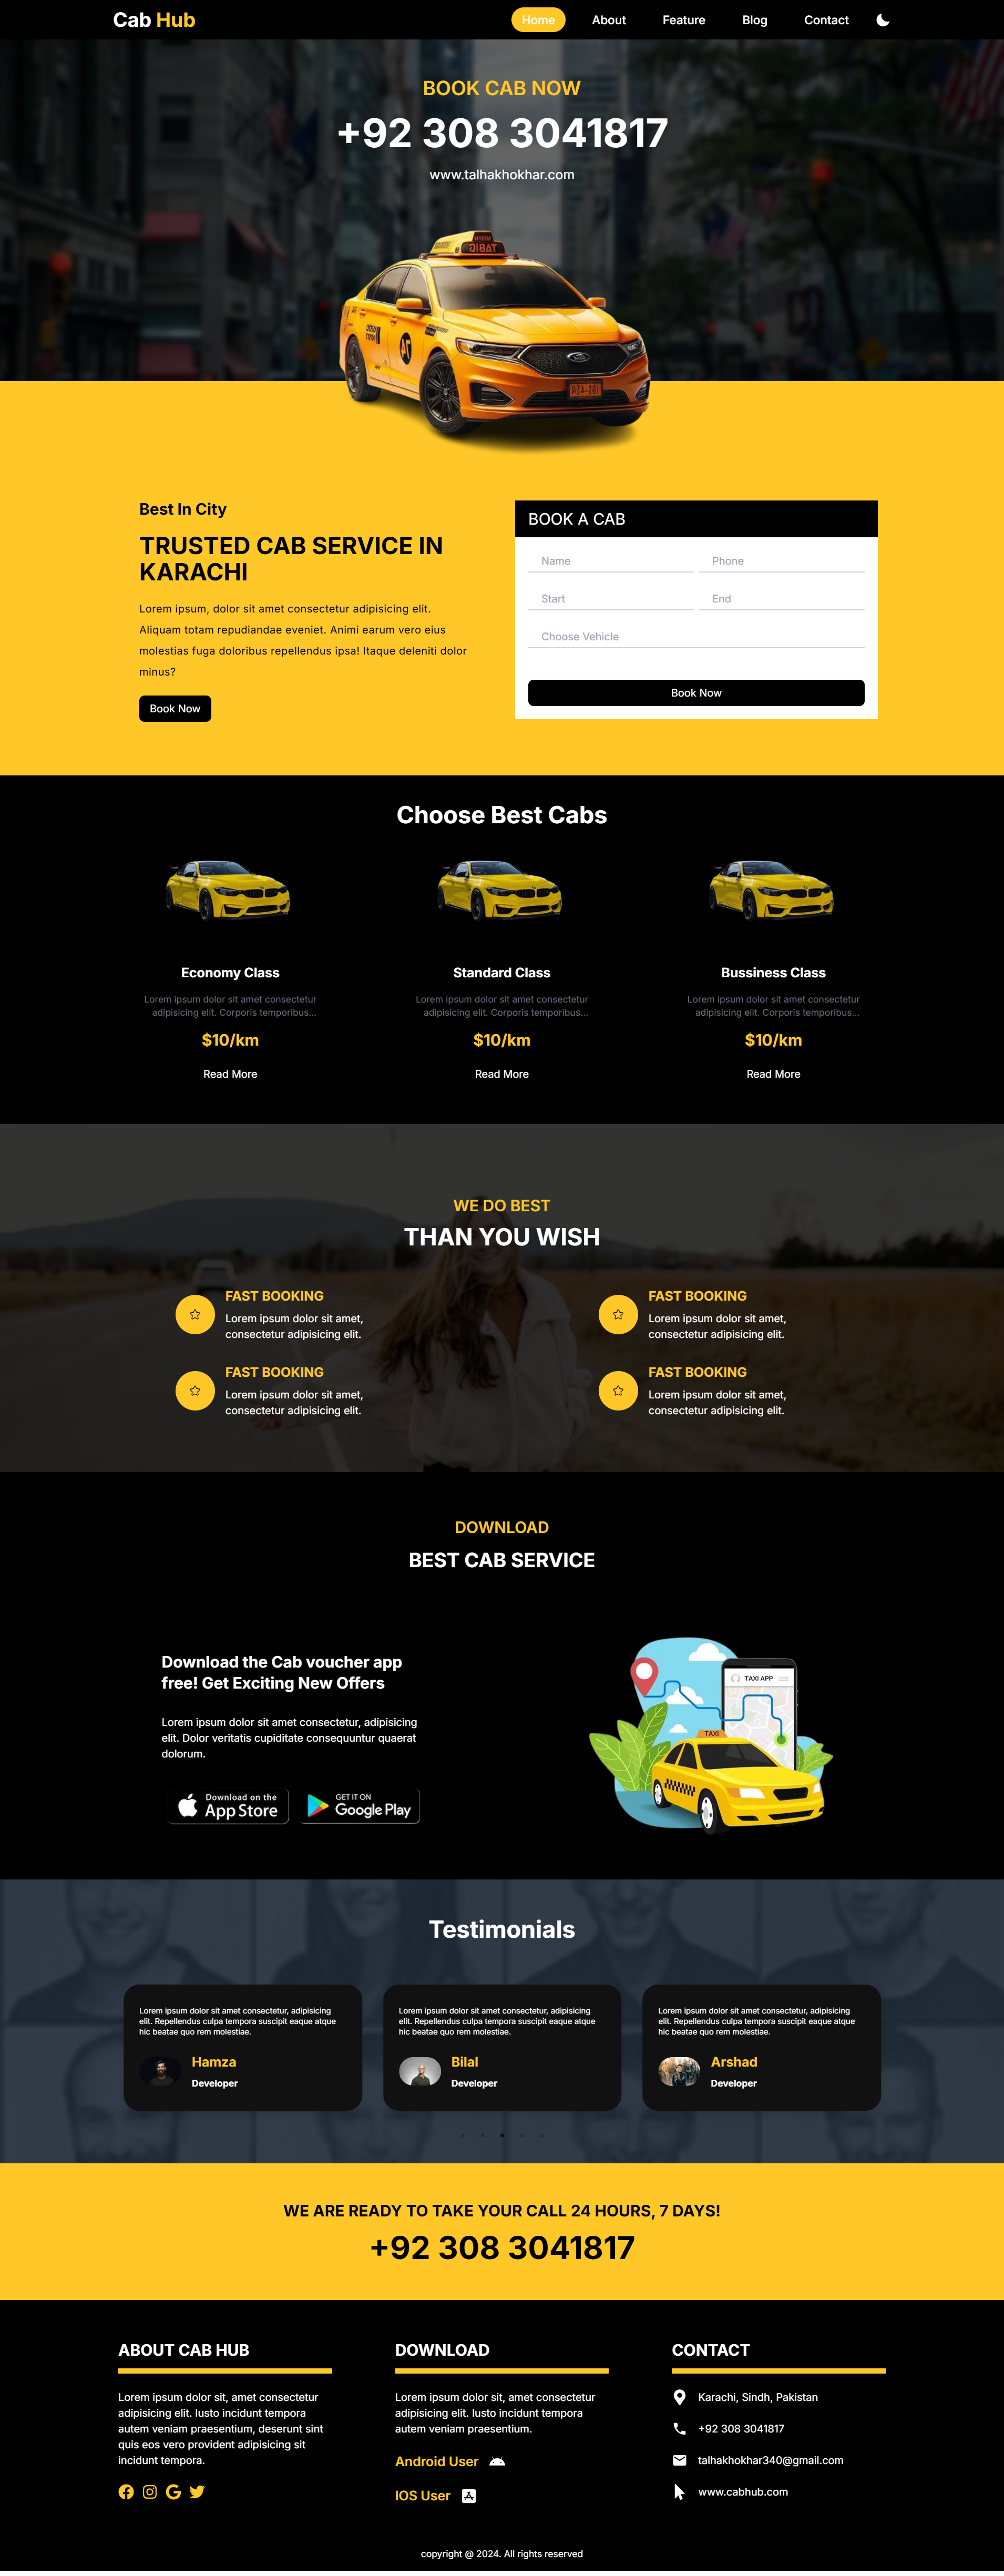 Cab Hub
Home
About
Feature
Blog
Contact
BOOK CAB NOW
+92 308 3041817
www.talhakhokhar.com
Best In City
TRUSTED CAB SERVICE IN
KARACHI
Lorem ipsum, dolor sit amet consectetur adipisicing elit.
Aliquam totam repudiandae eveniet. Animi earum vero eius
molestias fuga doloribus repellendus ipsa! Itaque deleniti dolor
minus?
Book Now
BOOK A CAB
Name
Phone
Start
End
Choose Vehicle
Book Now
Choose Best Cabs
Economy Class
Lorem ipsum dolor sit amet consectetur
adipisicing elit. Corporis temporibus...
$10/km
Read More
Standard Class
Lorem ipsum dolor sit amet consectetur
adipisicing elit. Corporis temporibus...
$10/km
Read More
Bussiness Class
Lorem ipsum dolor sit amet consectetur
adipisicing elit. Corporis temporibus...
$10/km
Read More
WE DO BEST
THAN YOU WISH
FAST BOOKING
Lorem ipsum dolor sit amet,
consectetur adipisicing elit.
FAST BOOKING
Lorem ipsum dolor sit amet,
consectetur adipisicing elit.
FAST BOOKING
Lorem ipsum dolor sit amet,
consectetur adipisicing elit.
FAST BOOKING
Lorem ipsum dolor sit amet,
consectetur adipisicing elit.
DOWNLOAD
BEST CAB SERVICE
Download the Cab voucher app
free! Get Exciting New Offers
Lorem ipsum dolor sit amet consectetur, adipisicing
elit. Dolor veritatis cupiditate consequuntur quaerat
dolorum.
Download on the
App Store
GET IT ON
Google Play
TAXI APP
TAXI
Testimonials
Lorem ipsum dolor sit amet consectetur, adipisicing
elit. Repellendus culpa tempora suscipit eaque atque
hic beatae quo rem molestiae.
Hamza
Developer
Lorem ipsum dolor sit amet consectetur, adipisicing
elit. Repellendus culpa tempora suscipit eaque atque
hic beatae quo rem molestiae.
Bilal
Developer
Lorem ipsum dolor sit amet consectetur, adipisicing
elit. Repellendus culpa tempora suscipit eaque atque
hic beatae quo rem molestiae.
Arshad
Developer
WE ARE READY TO TAKE YOUR CALL 24 HOURS, 7 DAYS!
+92 308 3041817
ABOUT CAB HUB
Lorem ipsum dolor sit, amet consectetur
adipisicing elit. Iusto incidunt tempora
autem veniam praesentium, deserunt sint
quis eos vero provident adipisicing sit
incidunt tempora.
DOWNLOAD
Lorem ipsum dolor sit, amet consectetur
adipisicing elit. Iusto incidunt tempora
autem veniam praesentium.
Android User
IOS User
CONTACT
Karachi, Sindh, Pakistan
+92 308 3041817
talhakhokhar340@gmail.com
www.cabhub.com
copyright @ 2024. All rights reserved